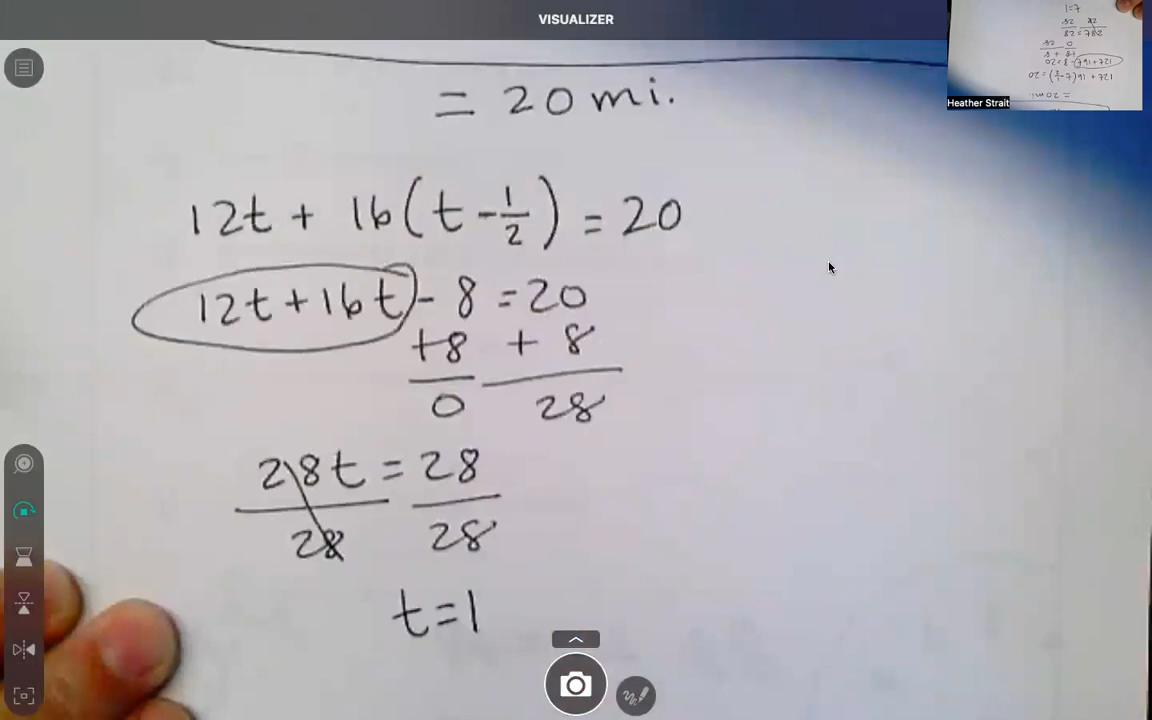 VISUALIZER
= 20 mi.
12t + 16(t - 1/2) = 20
12t + 16t - 8 = 20
+8 + 8
0 28
28t = 28
28 28
t = 1
Heather Strait